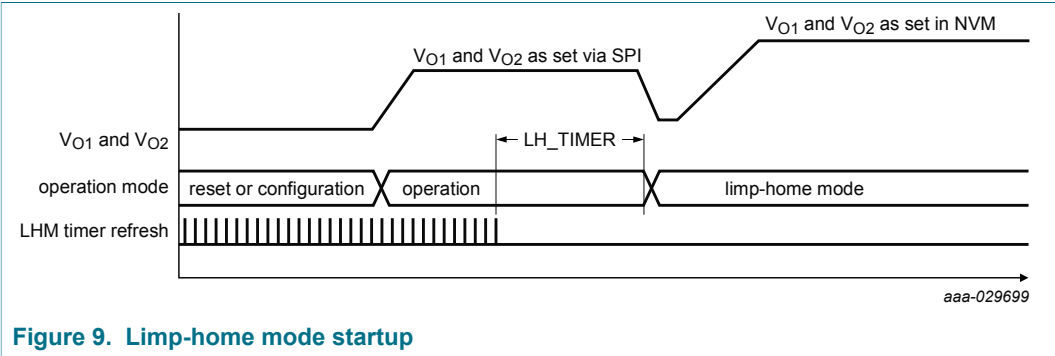 VO1 and VO2 as set in NVM
VO1 and VO2 as set via SPI
VO1 and VO2
LH_TIMER
operation mode
reset or configuration
operation
limp-home mode
LHM timer refresh
aaa-029699
Figure 9. Limp-home mode startup